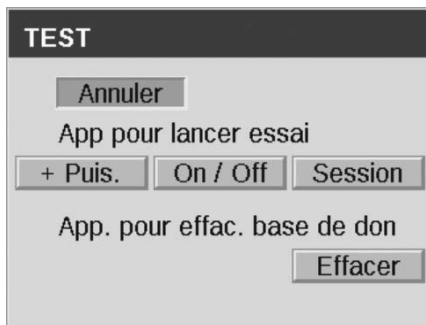 TEST
Annuler
App pour lancer essai
+ Puis. On / Off Session
App. pour effac. base de don
Effacer